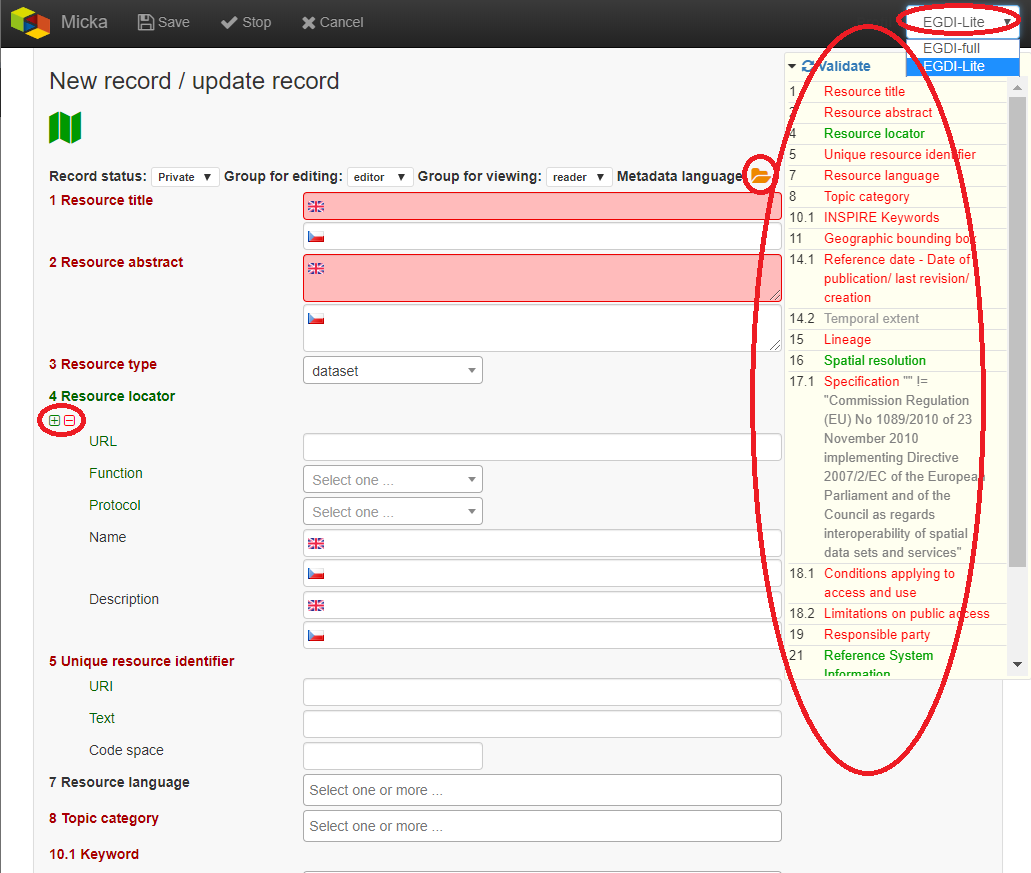 Micka Save Stop Cancel EGDI-Lite
EGDI-full
EGDI-Lite
New record / update record
Record status: Private Group for editing: editor Group for viewing: reader Metadata language
1 Resource title
2 Resource abstract
3 Resource type dataset
4 Resource locator
URL
Function Select one ...
Protocol Select one ...
Name
Description
5 Unique resource identifier
URI
Text
Code space
7 Resource language Select one or more ...
8 Topic category Select one or more ...
10.1 Keyword
Validate
1 Resource title
Resource abstract
4 Resource locator
5 Unique resource identifier
7 Resource language
8 Topic category
10.1 INSPIRE Keywords
11 Geographic bounding box
14.1 Reference date - Date of
publication/ last revision/
creation
14.2 Temporal extent
15 Lineage
16 Spatial resolution
17.1 Specification "" !=
"Commission Regulation
(EU) No 1089/2010 of 23
November 2010
implementing Directive
2007/2/EC of the European
Parliament and of the
Council as regards
interoperability of spatial
data sets and services"
18.1 Conditions applying to
access and use
18.2 Limitations on public access
19 Responsible party
21 Reference System
Information